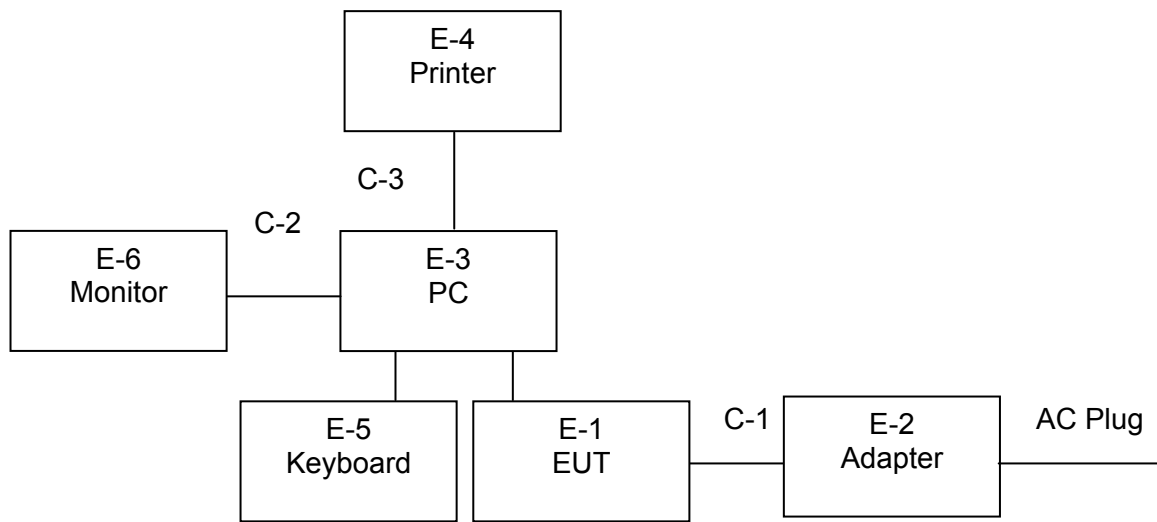 E-4
Printer
C-3
C-2
E-6
Monitor
E-3
PC
E-5
Keyboard
E-1
EUT
C-1
E-2
Adapter
AC Plug